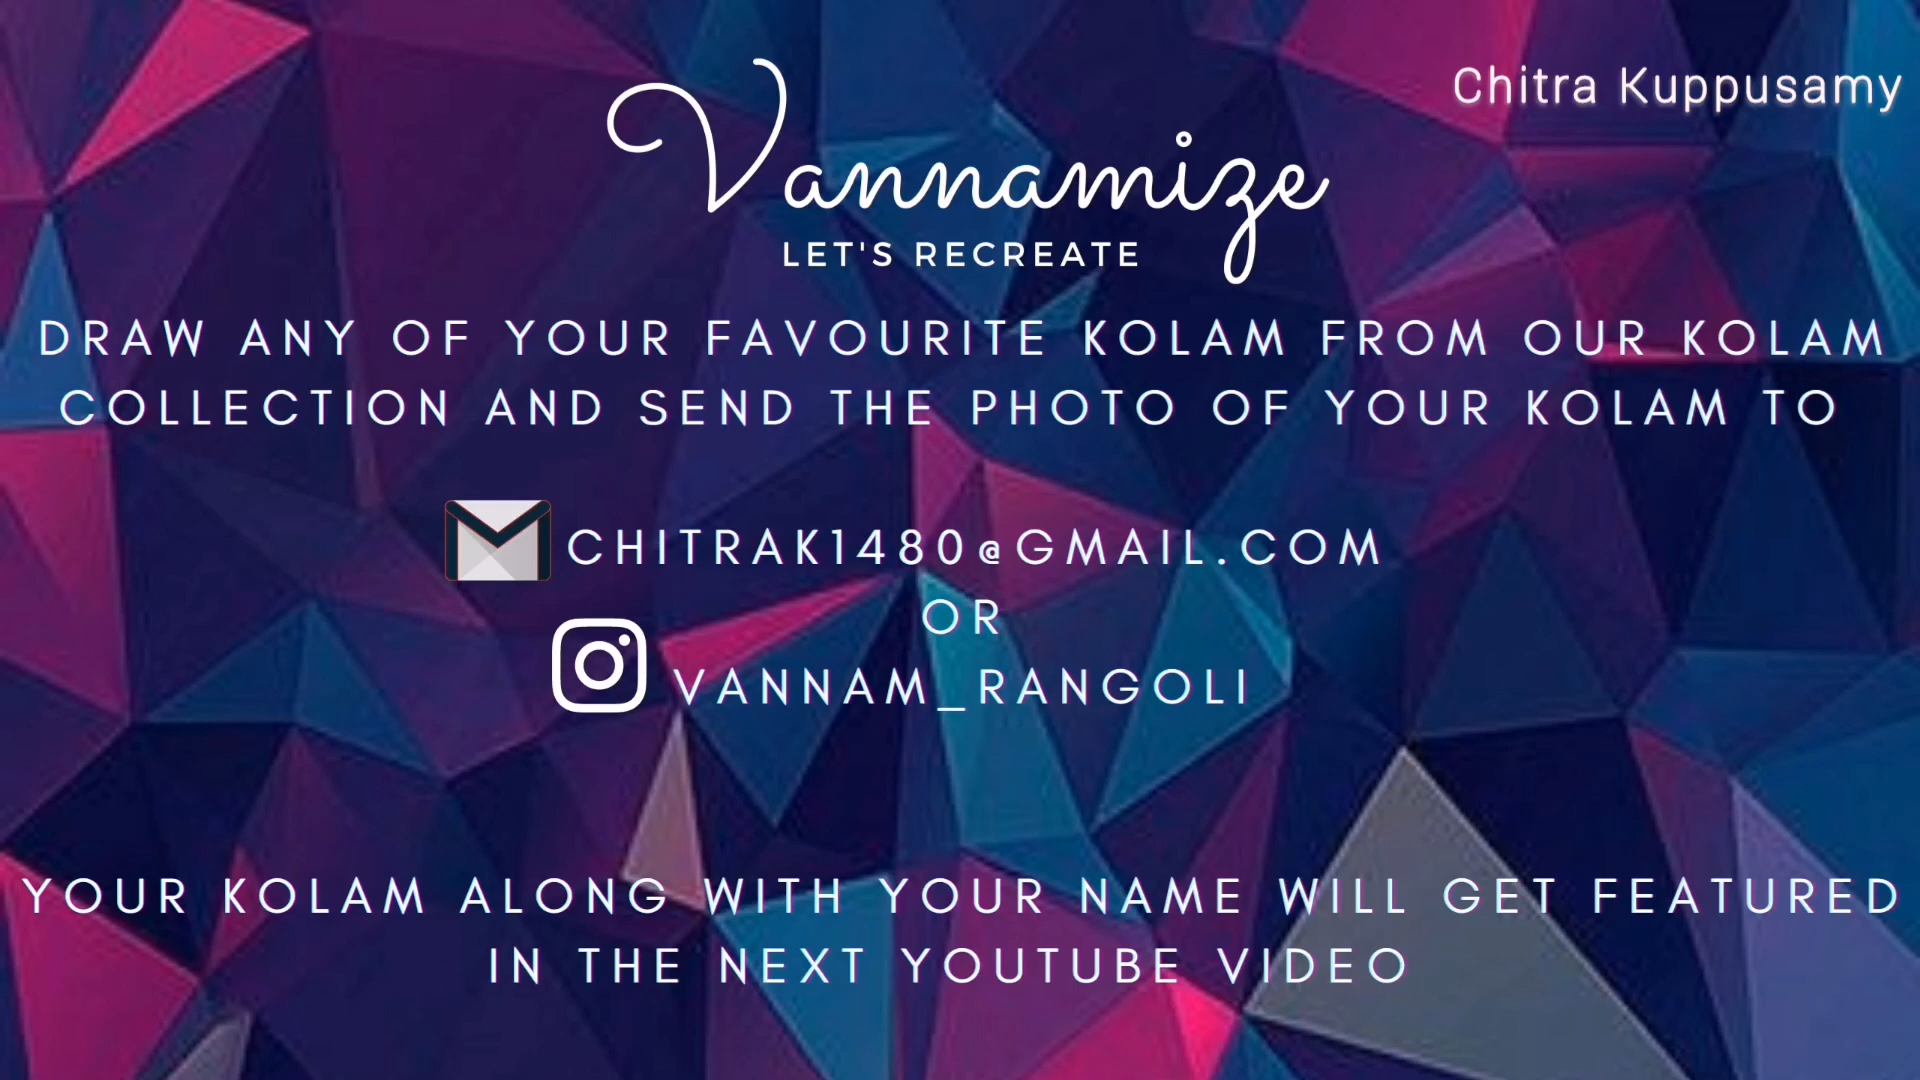 Chitra Kuppusamy
Vannamize
LET'S RECREATE
DRAW ANY OF YOUR FAVOURITE KOLAM FROM OUR KOLAM
COLLECTION AND SEND THE PHOTO OF YOUR KOLAM TO
CHITRAK1480@GMAIL.COM
OR
VANNAM_RANGOLI
YOUR KOLAM ALONG WITH YOUR NAME WILL GET FEATURED
IN THE NEXT YOUTUBE VIDEO